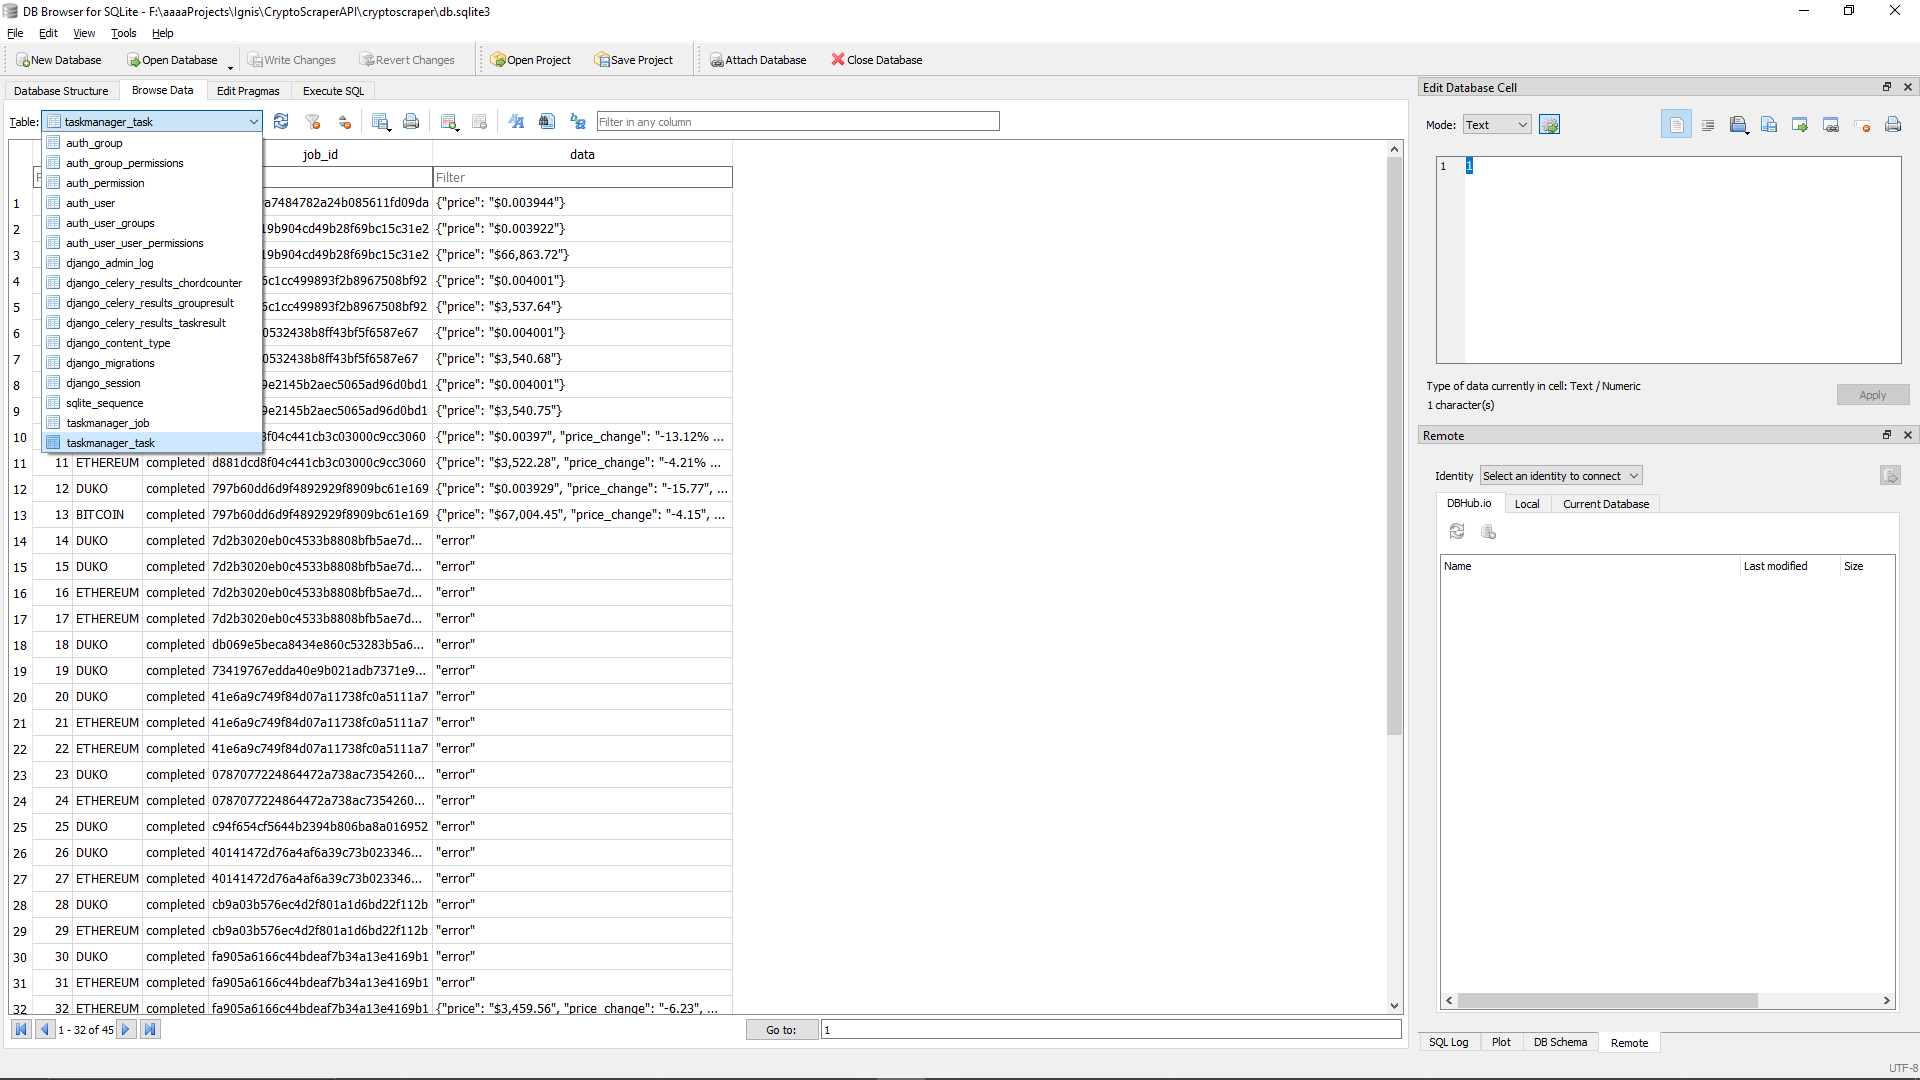 DB Browser for SQLite - F:\aaaaProjects\Ignis\CryptoScraperAPI\cryptoscraper\db.sqlite3
File Edit View Tools Help
New Database Open Database Write Changes Revert Changes Open Project Save Project Attach Database Close Database
Database Structure Browse Data Edit Pragmas Execute SQL
Table: taskmanager_task Filter in any column
auth_group
auth_group_permissions
auth_permission
auth_user
auth_user_groups
auth_user_user_permissions
django_admin_log
django_celery_results_chordcounter
django_celery_results_groupresult
django_celery_results_taskresult
django_content_type
django_migrations
django_session
sqlite_sequence
taskmanager_job
taskmanager_task
job_id data
Filter
1 a7484782a24b085611fd09da {"price": "$0.003944"}
2 19b904cd49b28f69bc15c31e2 {"price": "$0.003922"}
3 19b904cd49b28f69bc15c31e2 {"price": "$66,863.72"}
4 5c1cc499893f2b8967508bf92 {"price": "$0.004001"}
5 5c1cc499893f2b8967508bf92 {"price": "$3,537.64"}
6 0532438b8ff43bf5f6587e67 {"price": "$0.004001"}
7 0532438b8ff43bf5f6587e67 {"price": "$3,540.68"}
8 9e2145b2aec5065ad96d0bd1 {"price": "$0.004001"}
9 9e2145b2aec5065ad96d0bd1 {"price": "$3,540.75"}
10 3f04c441cb3c03000c9cc3060 {"price": "$0.00397", "price_change": "-13.12% ...
11 11 ETHEREUM completed d881dcd8f04c441cb3c03000c9cc3060 {"price": "$3,522.28", "price_change": "-4.21% ...
12 12 DUKO completed 797b60dd6d9f4892929f8909bc61e169 {"price": "$0.003929", "price_change": "-15.77", ...
13 13 BITCOIN completed 797b60dd6d9f4892929f8909bc61e169 {"price": "$67,004.45", "price_change": "-4.15", ...
14 14 DUKO completed 7d2b3020eb0c4533b8808bfb5ae7d... "error"
15 15 DUKO completed 7d2b3020eb0c4533b8808bfb5ae7d... "error"
16 16 ETHEREUM completed 7d2b3020eb0c4533b8808bfb5ae7d... "error"
17 17 ETHEREUM completed 7d2b3020eb0c4533b8808bfb5ae7d... "error"
18 18 DUKO completed db069e5beca8434e860c53283b5a6... "error"
19 19 DUKO completed 73419767edda40e9b021adb7371e9... "error"
20 20 DUKO completed 41e6a9c749f84d07a11738fc0a5111a7 "error"
21 21 ETHEREUM completed 41e6a9c749f84d07a11738fc0a5111a7 "error"
22 22 ETHEREUM completed 41e6a9c749f84d07a11738fc0a5111a7 "error"
23 23 DUKO completed 0787077224864472a738ac7354260... "error"
24 24 ETHEREUM completed 0787077224864472a738ac7354260... "error"
25 25 DUKO completed c94f654cf5644b2394b806ba8a016952 "error"
26 26 DUKO completed 40141472d76a4af6a39c73b023346... "error"
27 27 ETHEREUM completed 40141472d76a4af6a39c73b023346... "error"
28 28 DUKO completed cb9a03b576ec4d2f801a1d6bd22f112b "error"
29 29 ETHEREUM completed cb9a03b576ec4d2f801a1d6bd22f112b "error"
30 30 DUKO completed fa905a6166c44bdeaf7b34a13e4169b1 "error"
31 31 ETHEREUM completed fa905a6166c44bdeaf7b34a13e4169b1 "error"
32 32 ETHEREUM completed fa905a6166c44bdeaf7b34a13e4169b1 {"price": "$3,459.56", "price_change": "-6.23", ...
1 - 32 of 45 Go to: 1
Edit Database Cell
Mode: Text
1 1
Type of data currently in cell: Text / Numeric
1 character(s)
Apply
Remote
Identity Select an identity to connect
DBHub.io Local Current Database
Name Last modified Size
SQL Log Plot DB Schema Remote
UTF-8